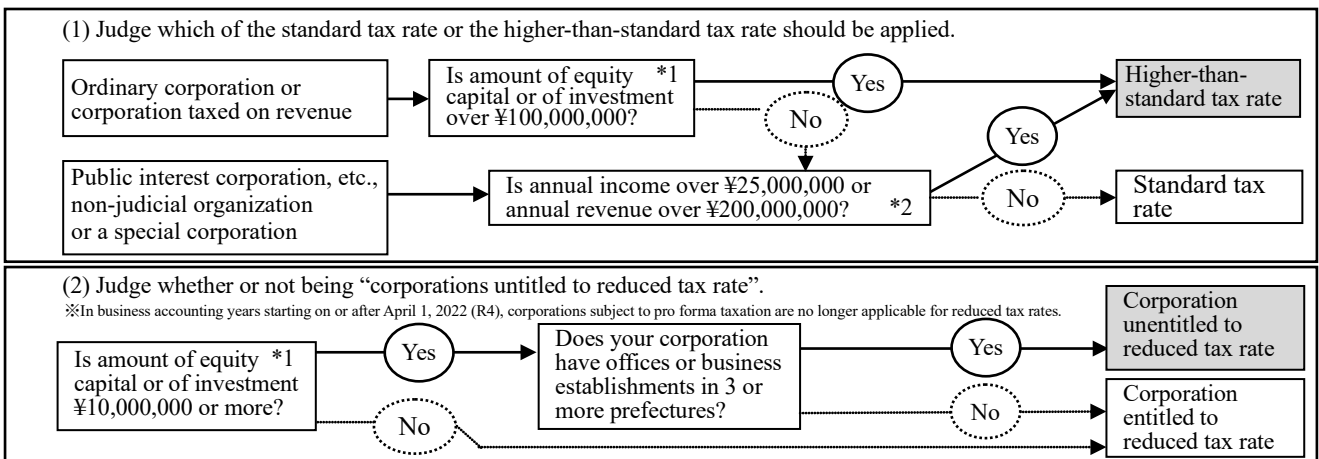 (1) Judge which of the standard tax rate or the higher-than-standard tax rate should be applied.
Ordinary corporation or
corporation taxed on revenue
Is amount of equity *1
capital or of investment
over ¥100,000,000?
Yes
No
Higher-than-
standard tax rate
Public interest corporation, etc.,
non-judicial organization
or a special corporation
Is annual income over ¥25,000,000 or
annual revenue over ¥200,000,000? *2
Yes
No
Standard tax
rate
(2) Judge whether or not being “corporations untitled to reduced tax rate”.
※In business accounting years starting on or after April 1, 2022 (R4), corporations subject to pro forma taxation are no longer applicable for reduced tax rates.
Is amount of equity *1
capital or of investment
¥10,000,000 or more?
Yes
No
Does your corporation
have offices or business
establishments in 3 or
more prefectures?
Yes
No
Corporation
unentitled to
reduced tax rate
Corporation
entitled to
reduced tax rate